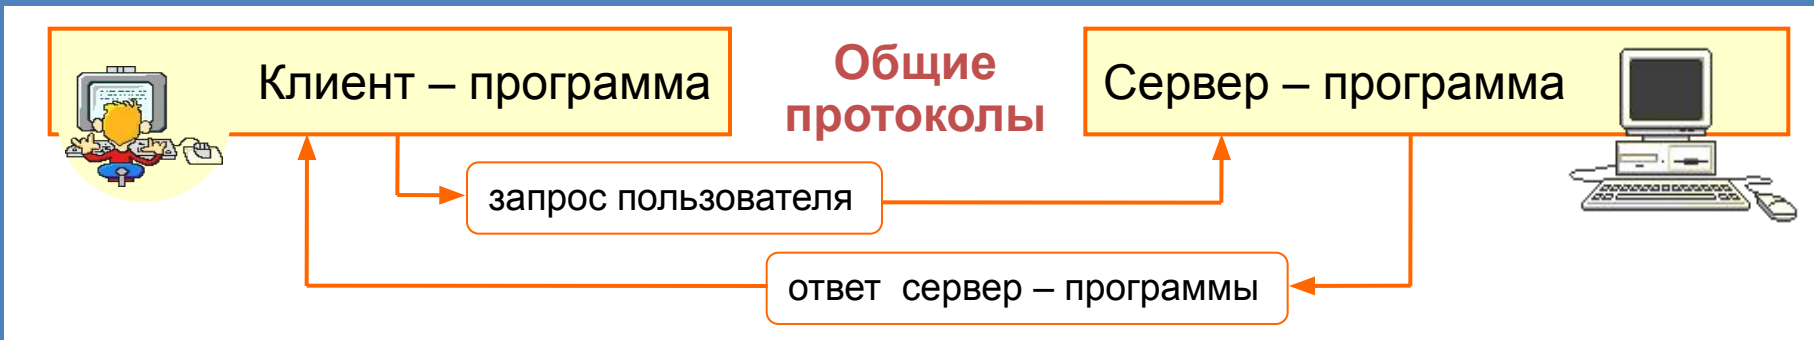 Клиент – программа
Общие
протоколы
Сервер – программа
запрос пользователя
ответ сервер – программы